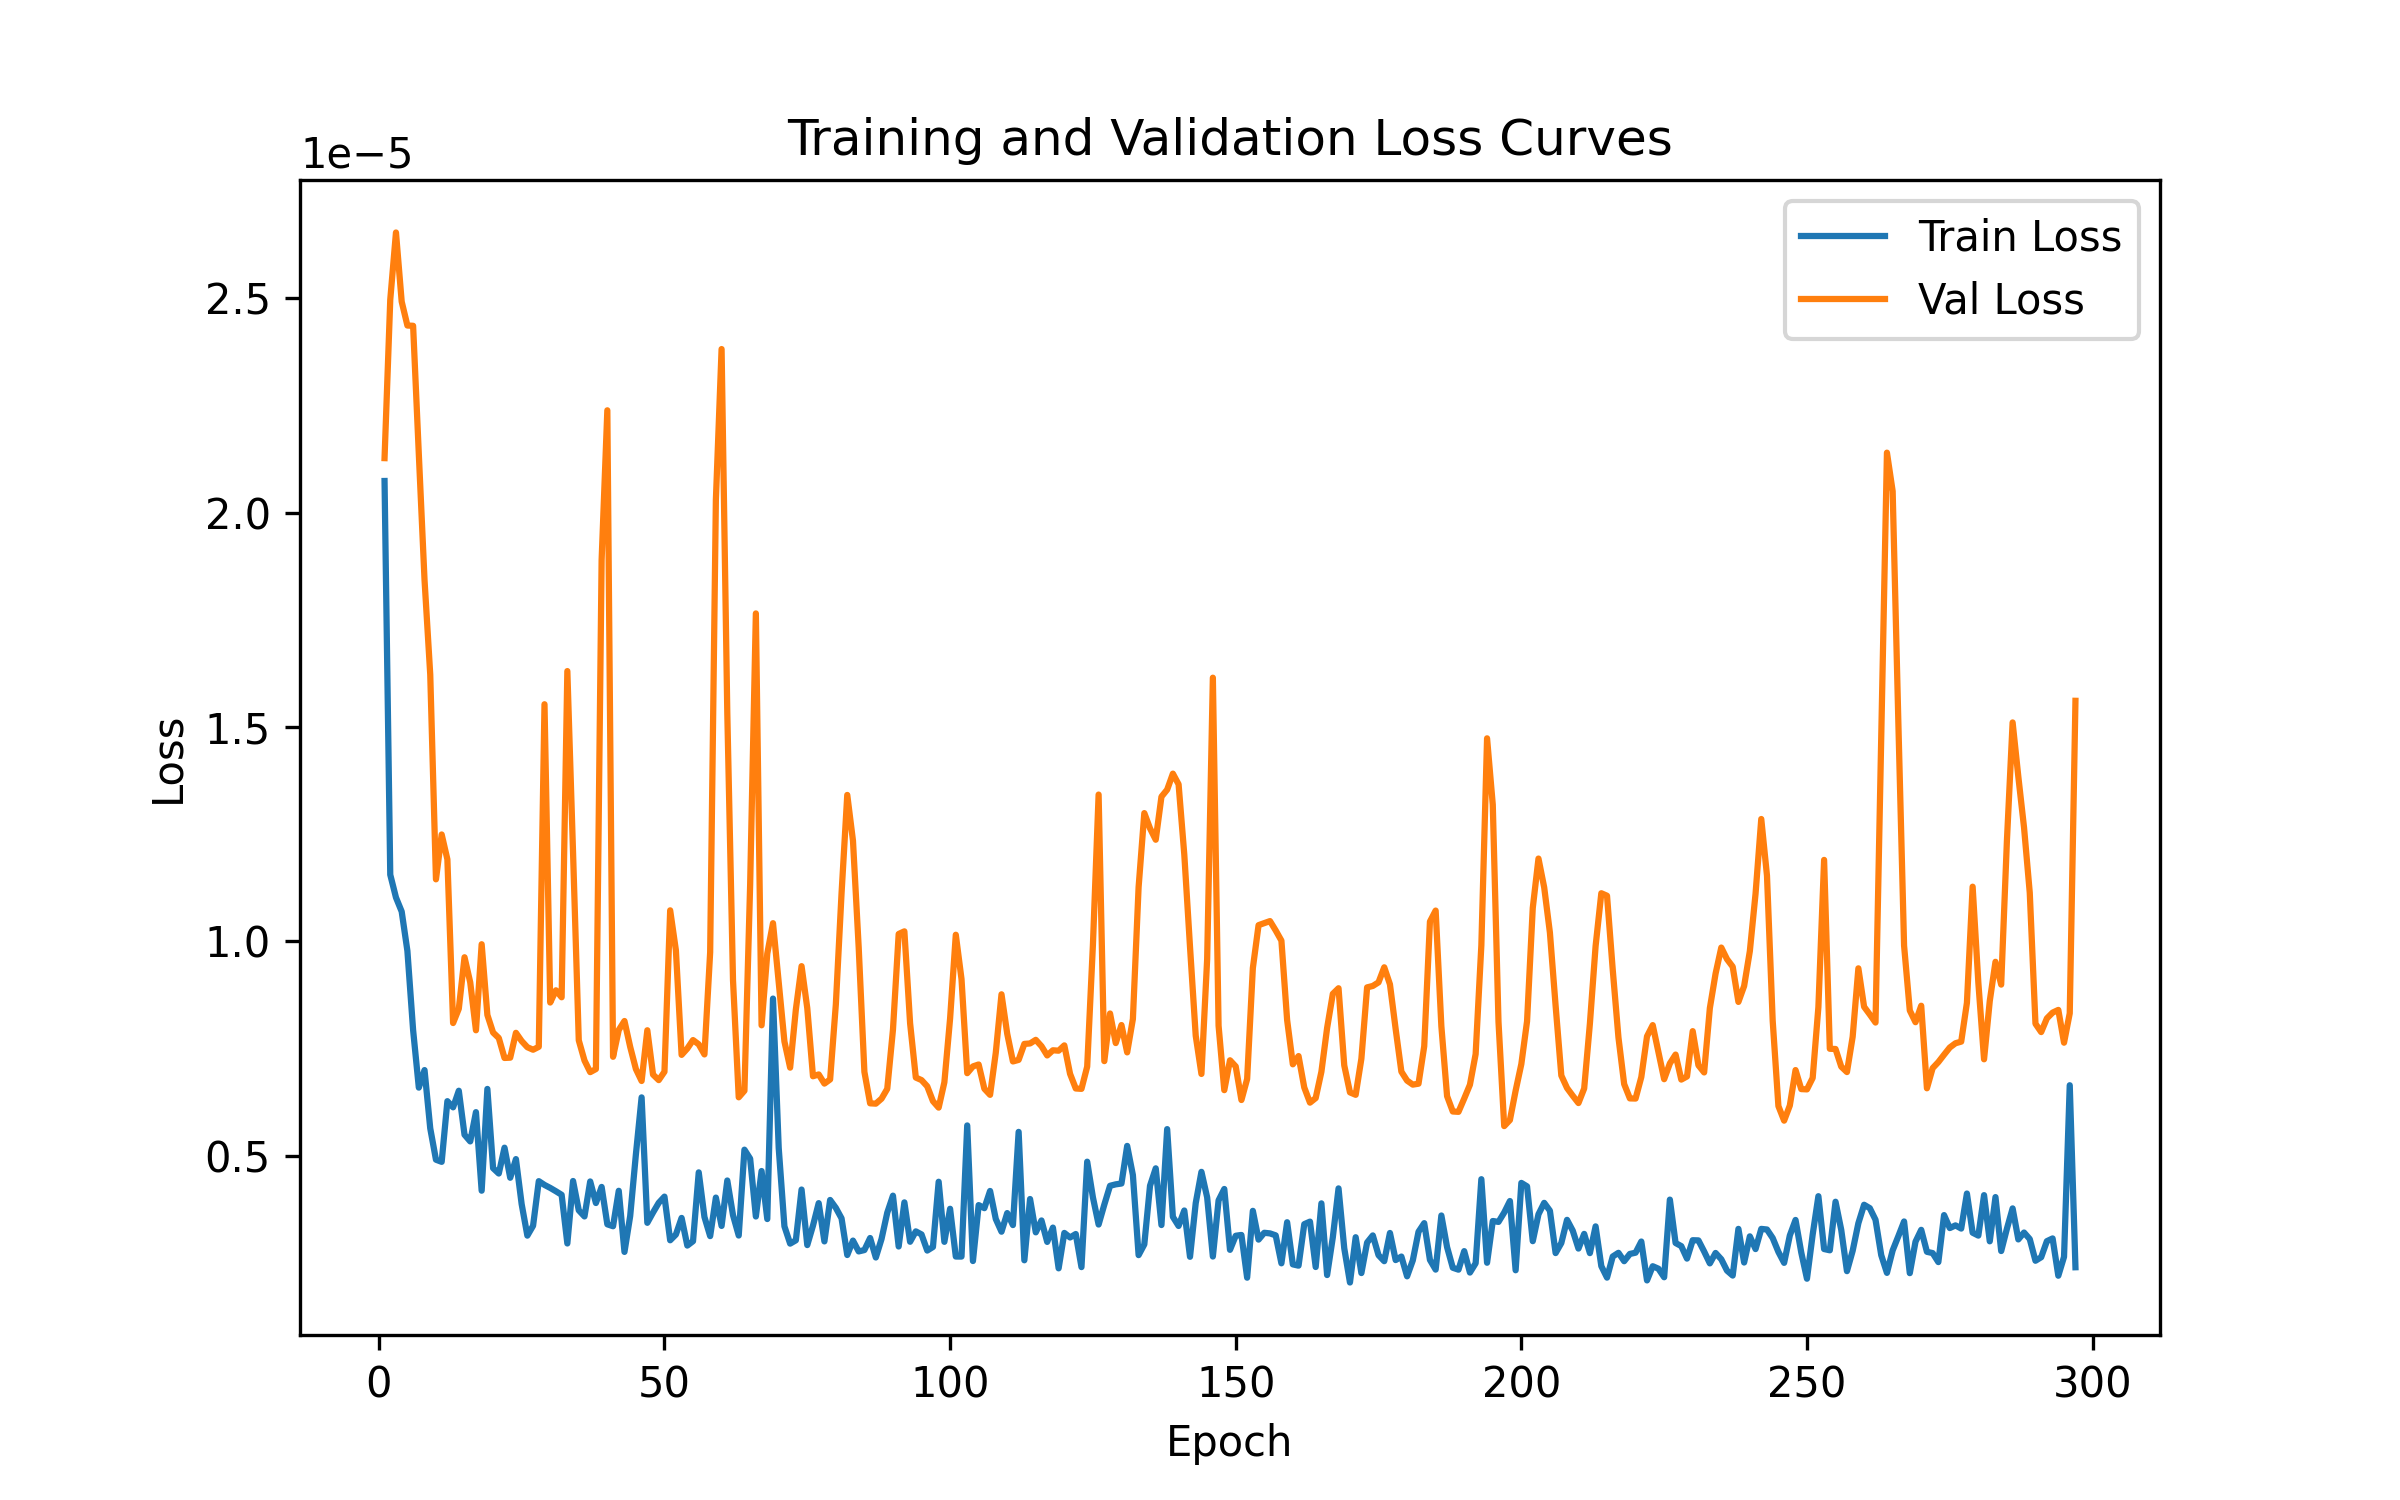 Training and Validation Loss Curves
1e−5
Train Loss
Val Loss
2.5
2.0
1.5
1.0
0.5
Loss
0 50 100 150 200 250 300
Epoch